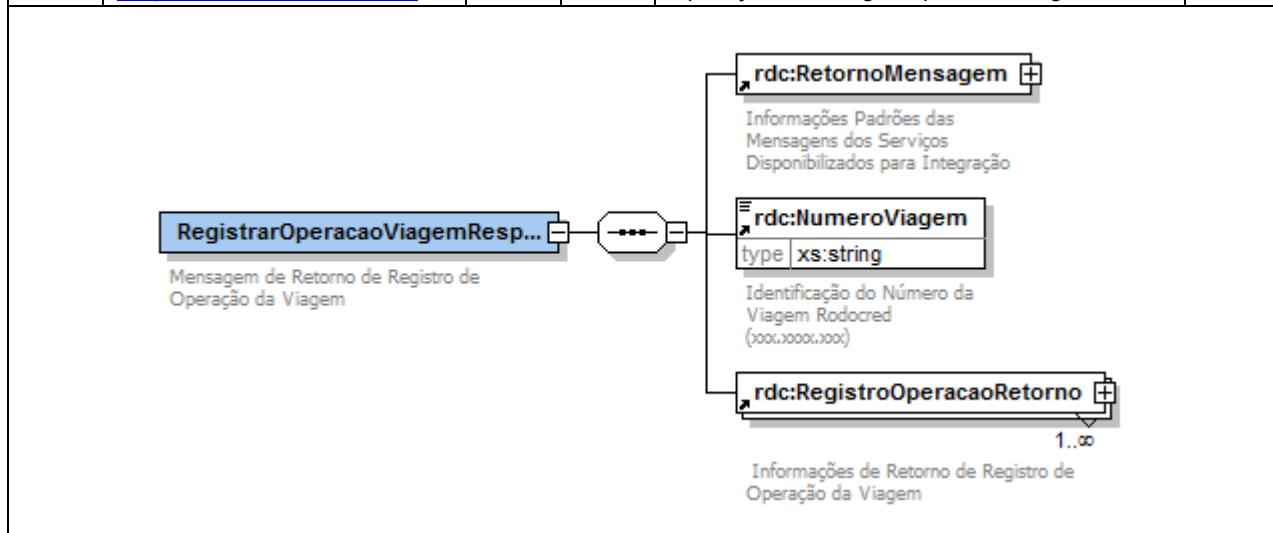 rdc:RetornoMensagem
Informações Padrões das
Mensagens dos Serviços
Disponibilizados para Integração
rdc:NumeroViagem
type xs:string
RegistrarOperacaoViagemResp...
Mensagem de Retorno de Registro de
Operação da Viagem
Identificação do Número da
Viagem Rodocred
(xxx.xxxx.xxx)
rdc:RegistroOperacaoRetorno
1..∞
Informações de Retorno de Registro de
Operação da Viagem